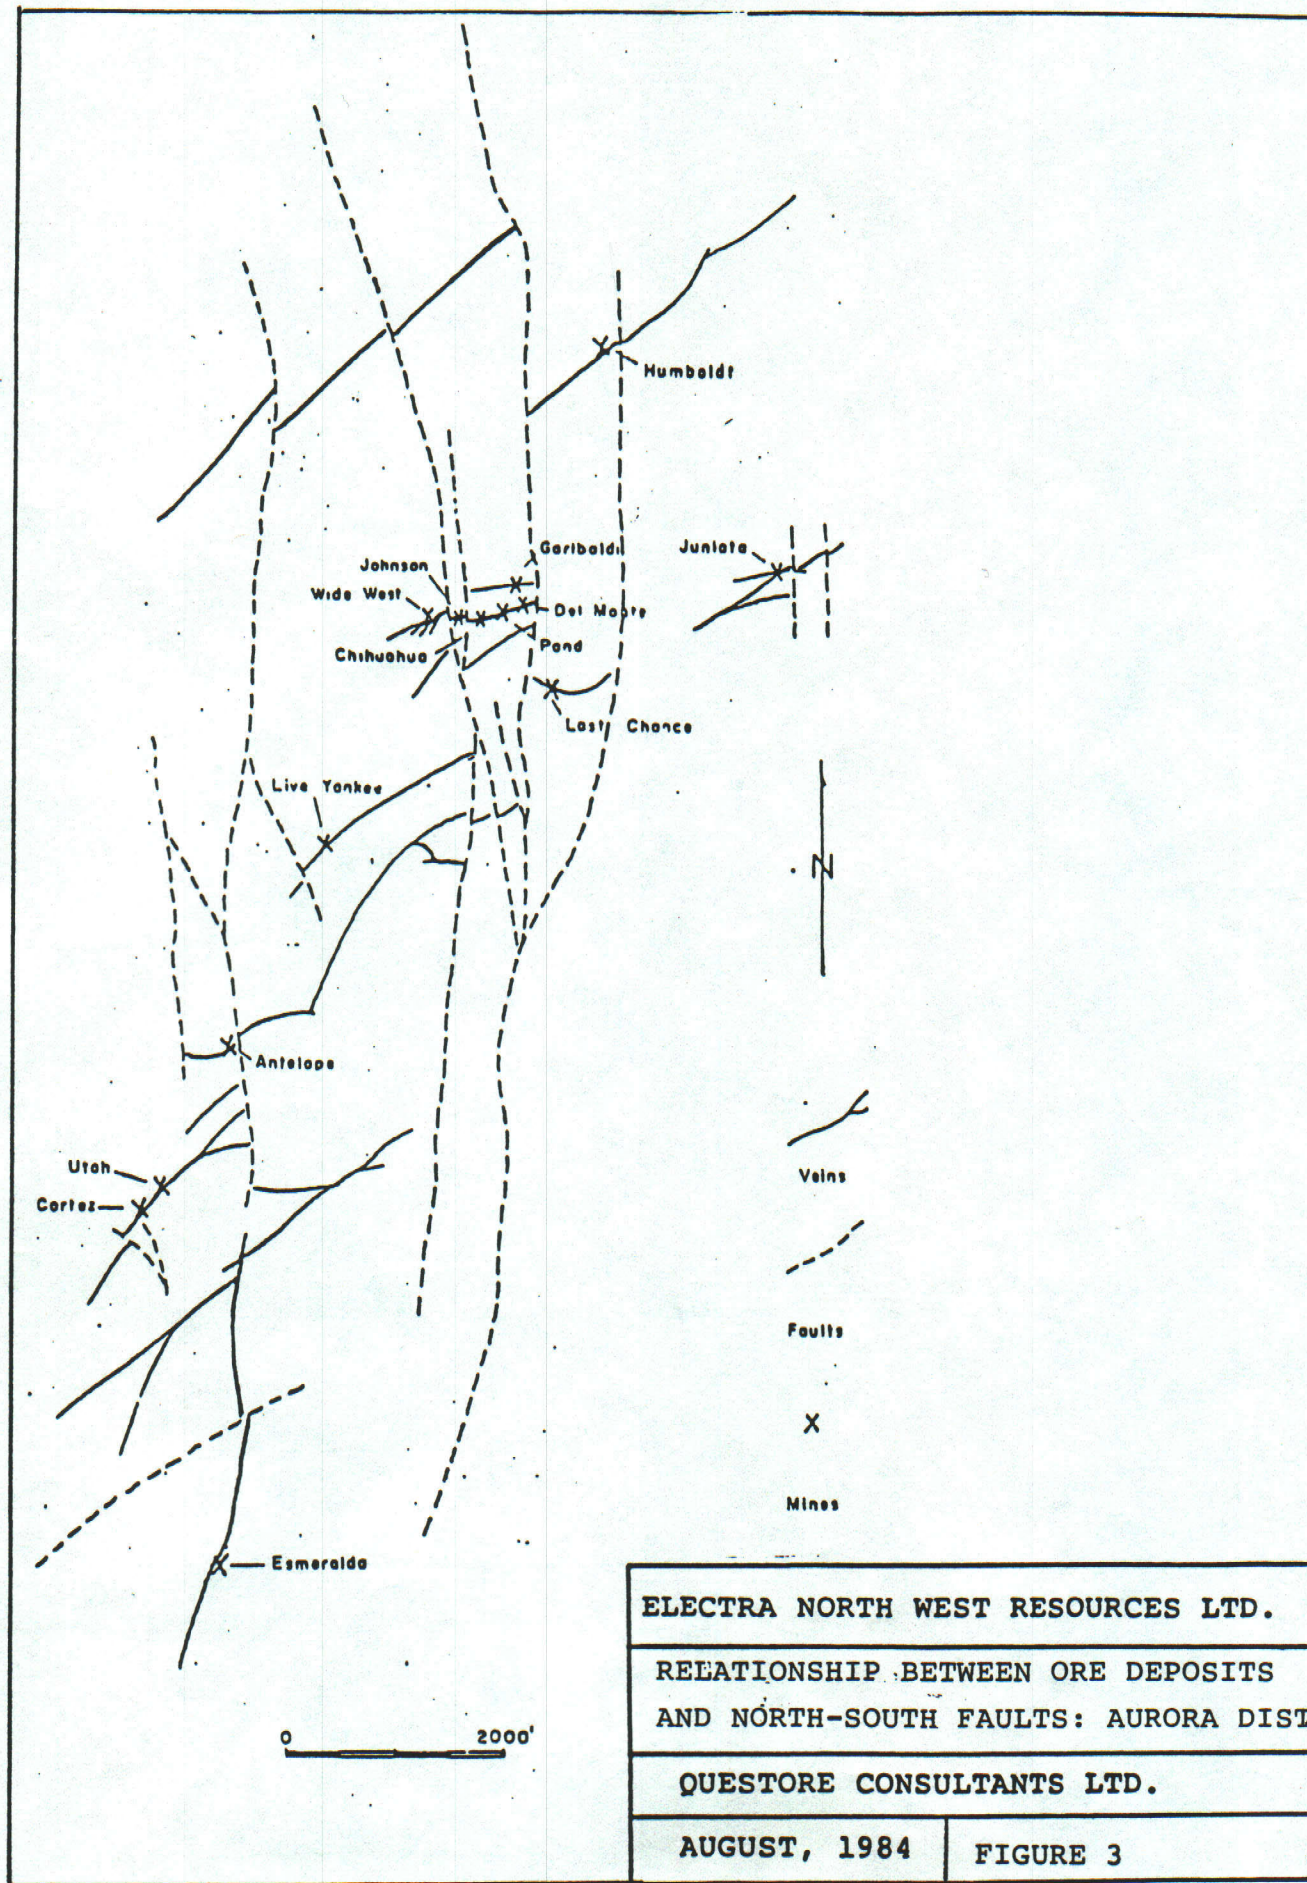 Humboldt
Garibaldi
Juniata
Johnson
Wide West
Del Monte
Chihuahua
Pond
Last Chance
Live Yankee
N
Antelope
Utah
Veins
Cortez
Faults
X
Mines
Esmeralda
ELECTRA NORTH WEST RESOURCES LTD.
RELATIONSHIP BETWEEN ORE DEPOSITS
AND NORTH-SOUTH FAULTS: AURORA DIST
0 2000'
QUESTORE CONSULTANTS LTD.
AUGUST, 1984
FIGURE 3